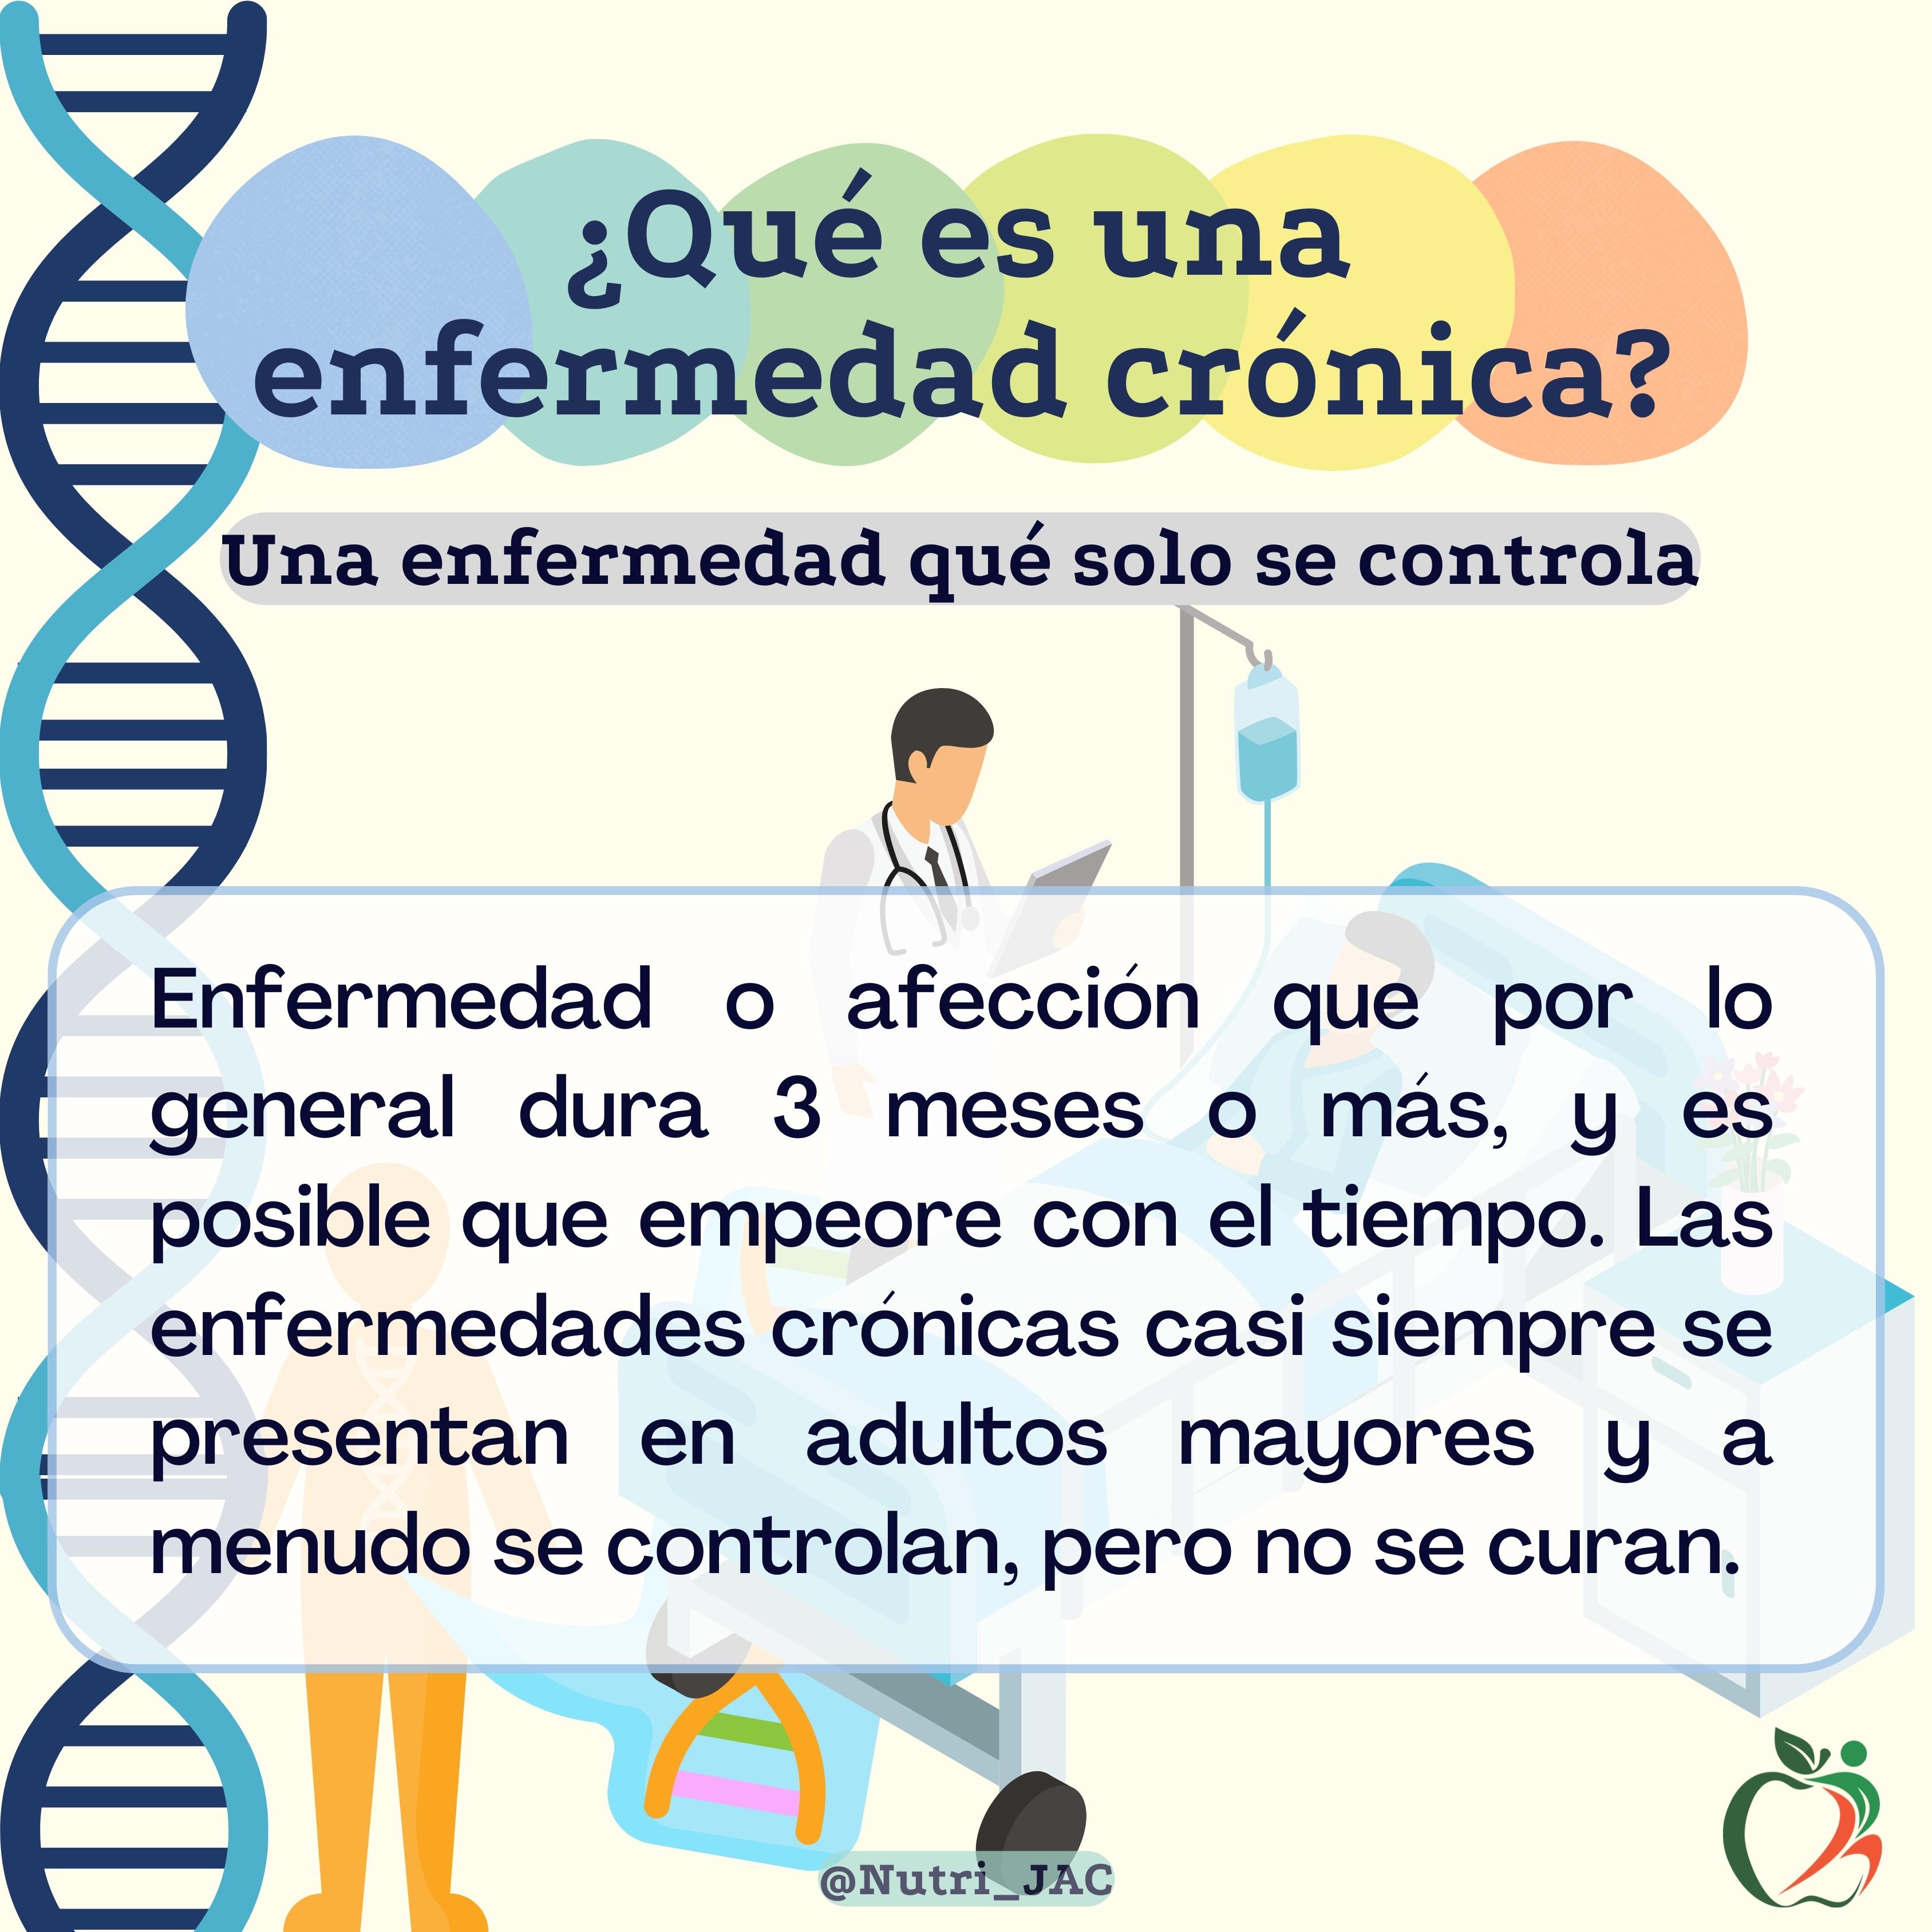 ¿Qué es una
enfermedad crónica?
Una enfermedad qué solo se controla
Enfermedad o afección que por lo
general dura 3 meses o más, y es
posible que empeore con el tiempo. Las
enfermedades crónicas casi siempre se
presentan en adultos mayores y a
menudo se controlan, pero no se curan.
@Nutri_JAC